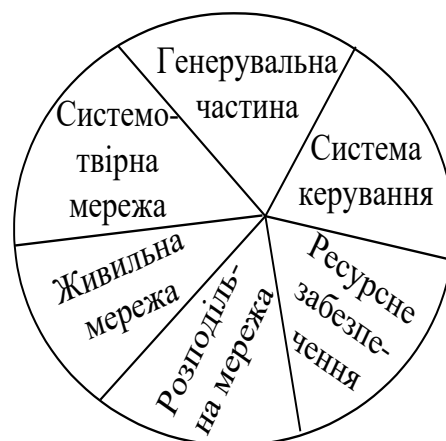 Генерувальна
частина
Система
керування
Ресурсне
забезпе-
чення
Розподіль-
на мережа
Живильна
мережа
Системо-
твірна
мережа